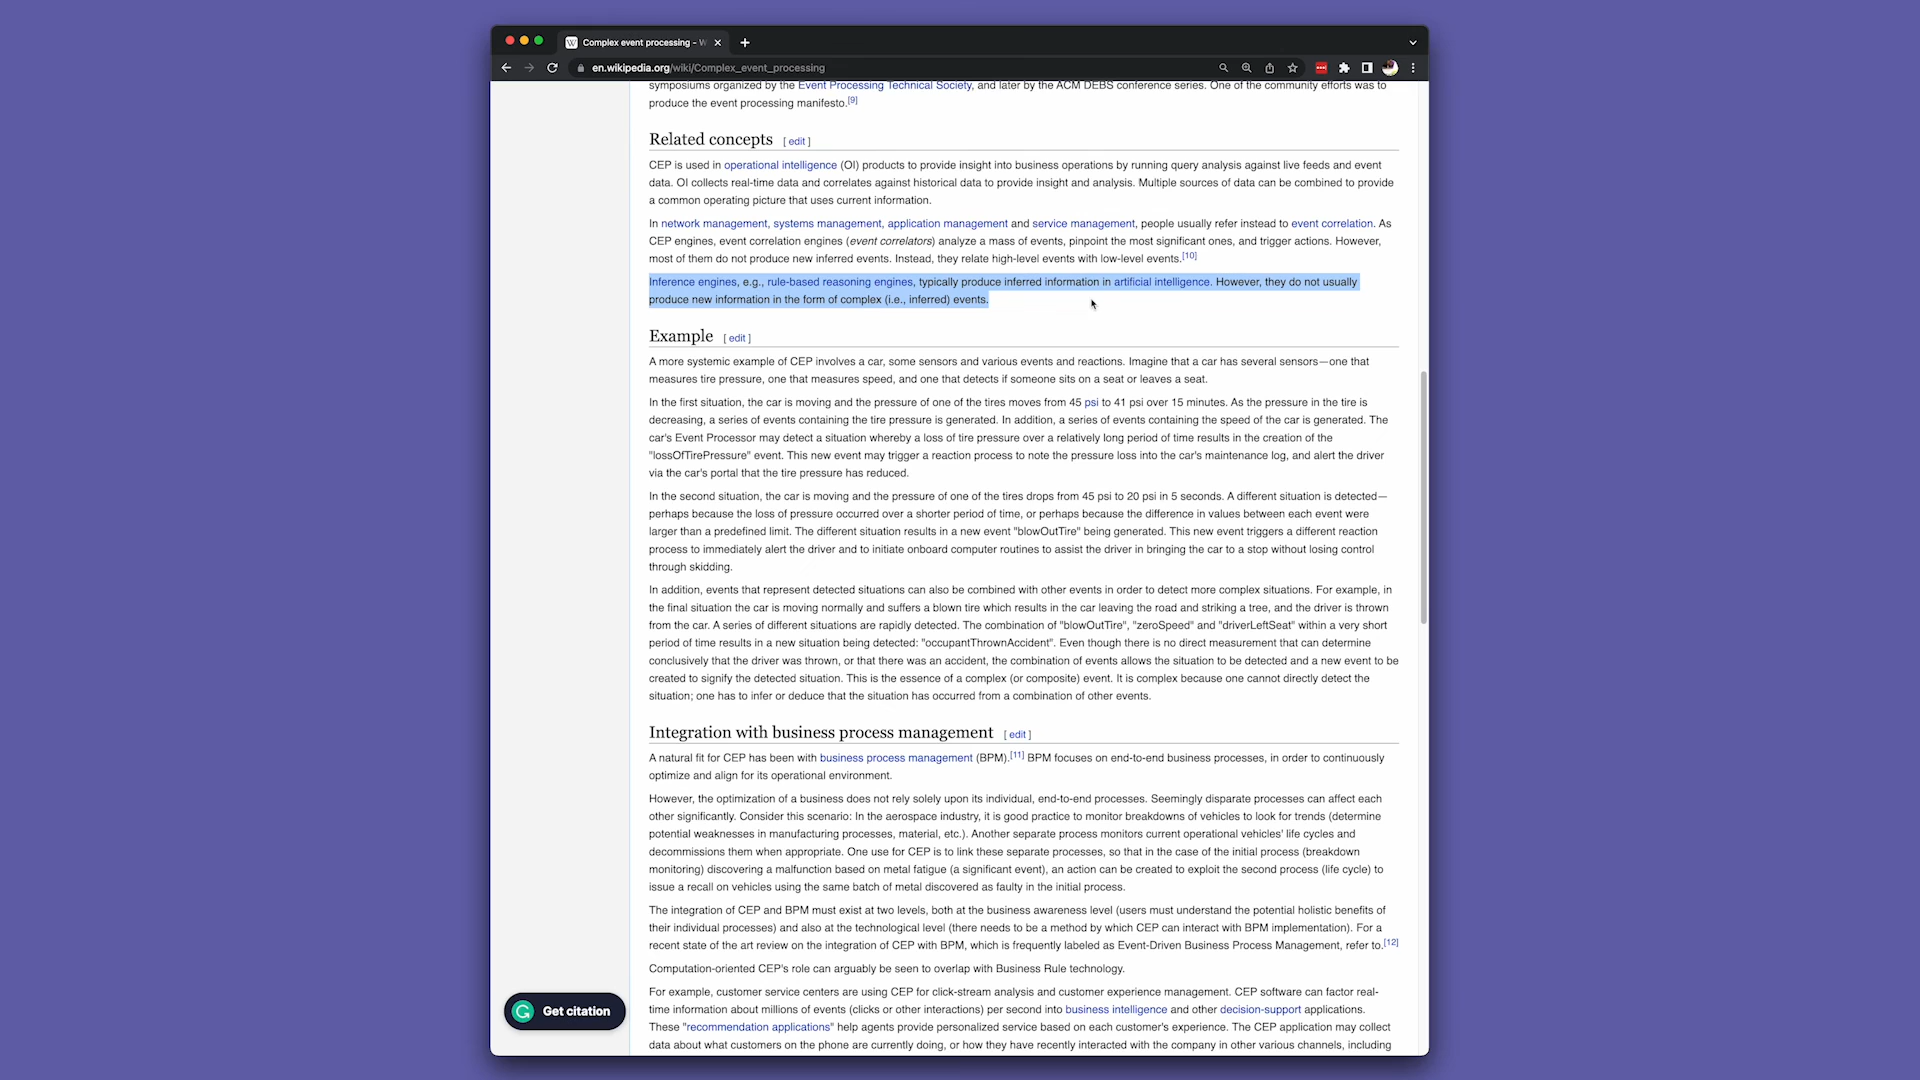 Complex event processing - W
en.wikipedia.org/wiki/Complex_event_processing
symposiums organized by the Event Processing Technical Society, and later by the ACM DEBS conference series. One of the community efforts was to
produce the event processing manifesto.[9]
Related concepts [ edit ]
CEP is used in operational intelligence (OI) products to provide insight into business operations by running query analysis against live feeds and event
data. OI collects real-time data and correlates against historical data to provide insight and analysis. Multiple sources of data can be combined to provide
a common operating picture that uses current information.
In network management, systems management, application management and service management, people usually refer instead to event correlation. As
CEP engines, event correlation engines (event correlators) analyze a mass of events, pinpoint the most significant ones, and trigger actions. However,
most of them do not produce new inferred events. Instead, they relate high-level events with low-level events.[10]
Inference engines, e.g., rule-based reasoning engines, typically produce inferred information in artificial intelligence. However, they do not usually
produce new information in the form of complex (i.e., inferred) events.
Example [ edit ]
A more systemic example of CEP involves a car, some sensors and various events and reactions. Imagine that a car has several sensors—one that
measures tire pressure, one that measures speed, and one that detects if someone sits on a seat or leaves a seat.
In the first situation, the car is moving and the pressure of one of the tires moves from 45 psi to 41 psi over 15 minutes. As the pressure in the tire is
decreasing, a series of events containing the tire pressure is generated. In addition, a series of events containing the speed of the car is generated. The
car's Event Processor may detect a situation whereby a loss of tire pressure over a relatively long period of time results in the creation of the
"lossOfTirePressure" event. This new event may trigger a reaction process to note the pressure loss into the car's maintenance log, and alert the driver
via the car's portal that the tire pressure has reduced.
In the second situation, the car is moving and the pressure of one of the tires drops from 45 psi to 20 psi in 5 seconds. A different situation is detected—
perhaps because the loss of pressure occurred over a shorter period of time, or perhaps because the difference in values between each event were
larger than a predefined limit. The different situation results in a new event "blowOutTire" being generated. This new event triggers a different reaction
process to immediately alert the driver and to initiate onboard computer routines to assist the driver in bringing the car to a stop without losing control
through skidding.
In addition, events that represent detected situations can also be combined with other events in order to detect more complex situations. For example, in
the final situation the car is moving normally and suffers a blown tire which results in the car leaving the road and striking a tree, and the driver is thrown
from the car. A series of different situations are rapidly detected. The combination of "blowOutTire", "zeroSpeed" and "driverLeftSeat" within a very short
period of time results in a new situation being detected: "occupantThrownAccident". Even though there is no direct measurement that can determine
conclusively that the driver was thrown, or that there was an accident, the combination of events allows the situation to be detected and a new event to be
created to signify the detected situation. This is the essence of a complex (or composite) event. It is complex because one cannot directly detect the
situation; one has to infer or deduce that the situation has occurred from a combination of other events.
Integration with business process management [ edit ]
A natural fit for CEP has been with business process management (BPM).[11] BPM focuses on end-to-end business processes, in order to continuously
optimize and align for its operational environment.
However, the optimization of a business does not rely solely upon its individual, end-to-end processes. Seemingly disparate processes can affect each
other significantly. Consider this scenario: In the aerospace industry, it is good practice to monitor breakdowns of vehicles to look for trends (determine
potential weaknesses in manufacturing processes, material, etc.). Another separate process monitors current operational vehicles' life cycles and
decommissions them when appropriate. One use for CEP is to link these separate processes, so that in the case of the initial process (breakdown
monitoring) discovering a malfunction based on metal fatigue (a significant event), an action can be created to exploit the second process (life cycle) to
issue a recall on vehicles using the same batch of metal discovered as faulty in the initial process.
The integration of CEP and BPM must exist at two levels, both at the business awareness level (users must understand the potential holistic benefits of
their individual processes) and also at the technological level (there needs to be a method by which CEP can interact with BPM implementation). For a
recent state of the art review on the integration of CEP with BPM, which is frequently labeled as Event-Driven Business Process Management, refer to.[12]
Computation-oriented CEP's role can arguably be seen to overlap with Business Rule technology.
For example, customer service centers are using CEP for click-stream analysis and customer experience management. CEP software can factor real-
time information about millions of events (clicks or other interactions) per second into business intelligence and other decision-support applications.
These "recommendation applications" help agents provide personalized service based on each customer's experience. The CEP application may collect
data about what customers on the phone are currently doing, or how they have recently interacted with the company in other various channels, including
Get citation